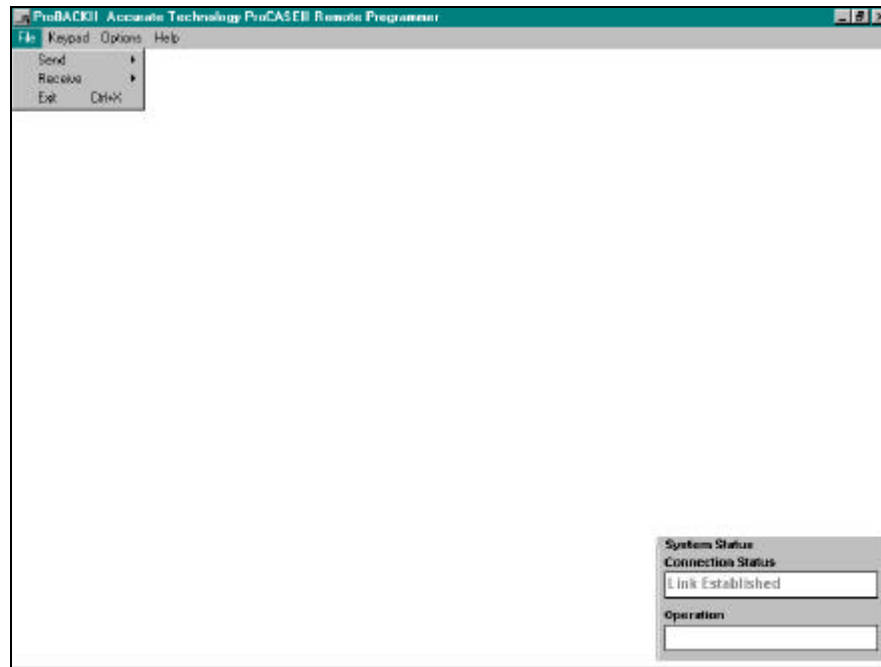 ProBACKII Accurate Technology ProCASEIII Remote Programmer
File Keypad Options Help
Send
Receive
Exit Ctrl+X
System Status
Connection Status
Link Established
Operation